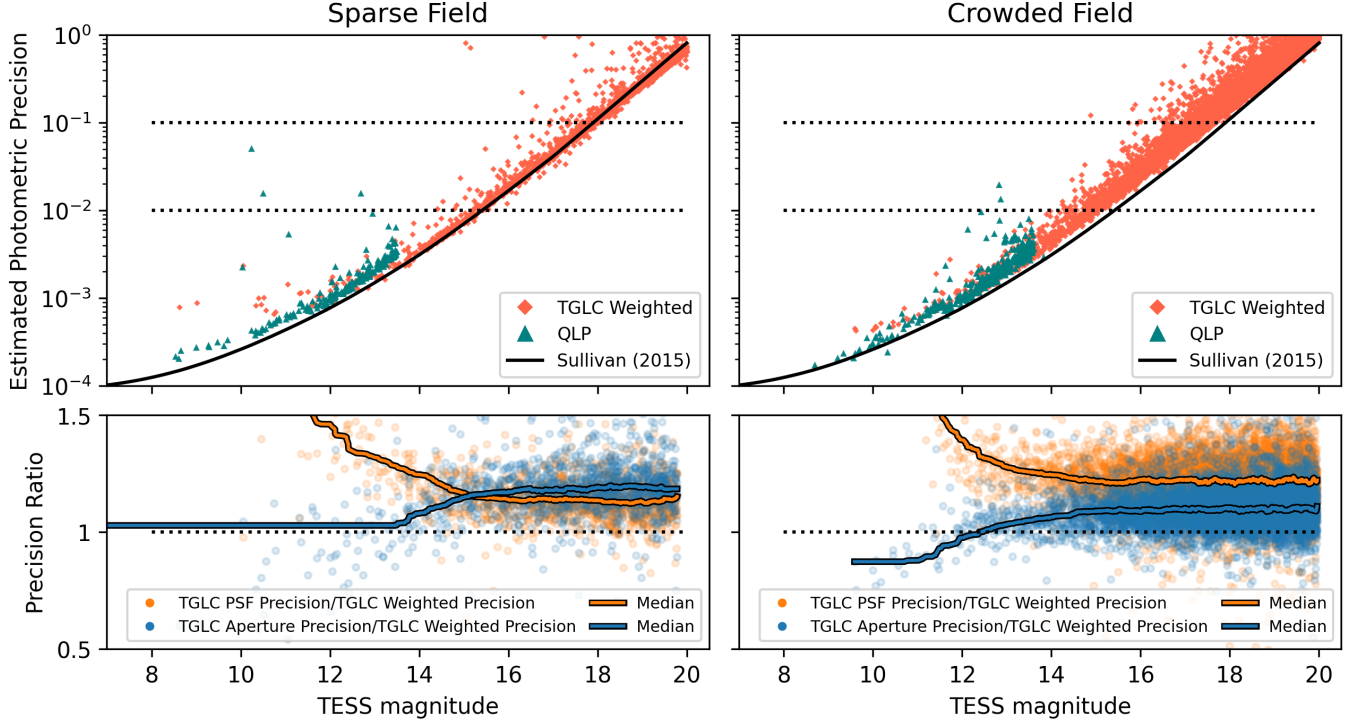 Sparse Field
Crowded Field
Estimated Photometric Precision
10⁰
10⁻¹
10⁻²
10⁻³
10⁻⁴
TGLC Weighted
QLP
Sullivan (2015)
TGLC Weighted
QLP
Sullivan (2015)
Precision Ratio
1.5
1
0.5
TGLC PSF Precision/TGLC Weighted Precision Median
TGLC Aperture Precision/TGLC Weighted Precision Median
TGLC PSF Precision/TGLC Weighted Precision Median
TGLC Aperture Precision/TGLC Weighted Precision Median
8 10 12 14 16 18 20
8 10 12 14 16 18 20
TESS magnitude
TESS magnitude